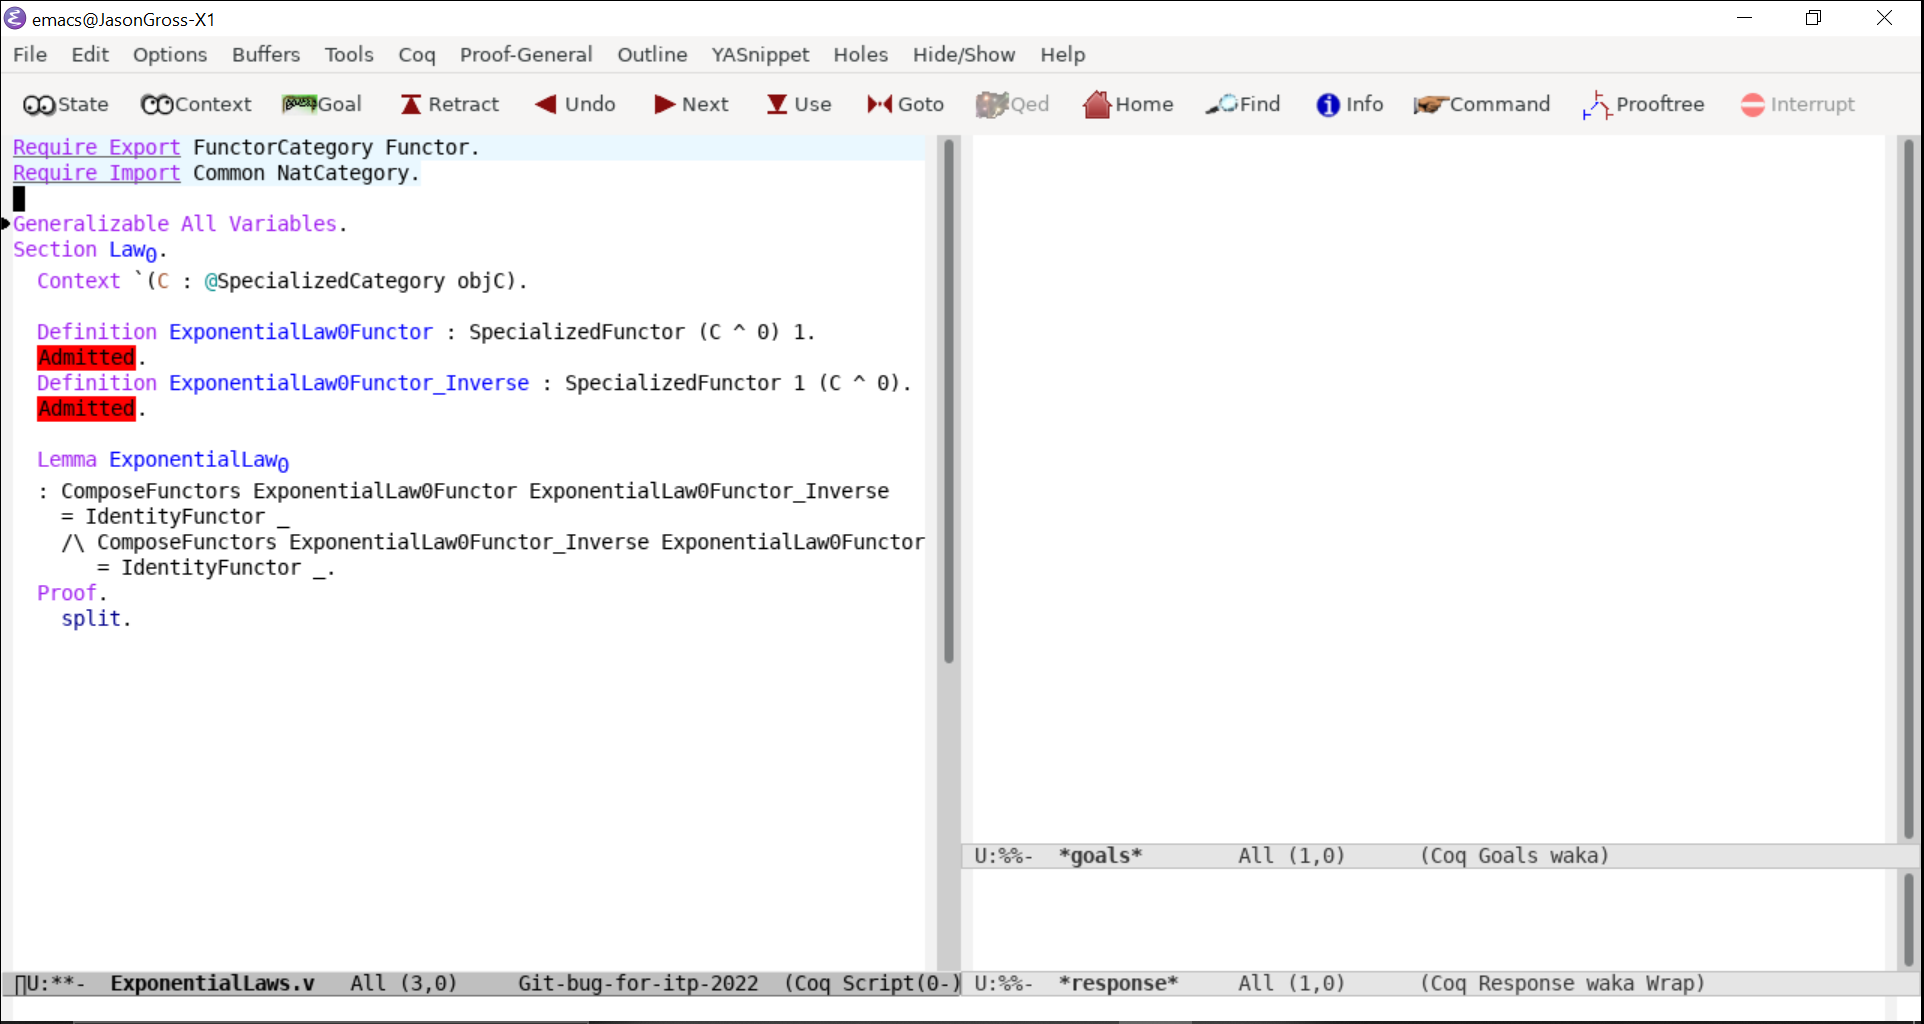 emacs@JasonGross-X1
File Edit Options Buffers Tools Coq Proof-General Outline YASnippet Holes Hide/Show Help
State Context Goal Retract Undo Next Use Goto Qed Home Find Info Command Prooftree Interrupt
Require Export FunctorCategory Functor.
Require Import Common NatCategory.
Generalizable All Variables.
Section Law0.
Context `(C : @SpecializedCategory objC).
Definition ExponentialLaw0Functor : SpecializedFunctor (C ^ 0) 1.
Admitted.
Definition ExponentialLaw0Functor_Inverse : SpecializedFunctor 1 (C ^ 0).
Admitted.
Lemma ExponentialLaw0
: ComposeFunctors ExponentialLaw0Functor ExponentialLaw0Functor_Inverse
= IdentityFunctor _
/\ ComposeFunctors ExponentialLaw0Functor_Inverse ExponentialLaw0Functor
= IdentityFunctor _.
Proof.
split.
U:%%- *goals* All (1,0) (Coq Goals waka)
U:**- ExponentialLaws.v All (3,0) Git-bug-for-itp-2022 (Coq Script(0-)
U:%%- *response* All (1,0) (Coq Response waka Wrap)